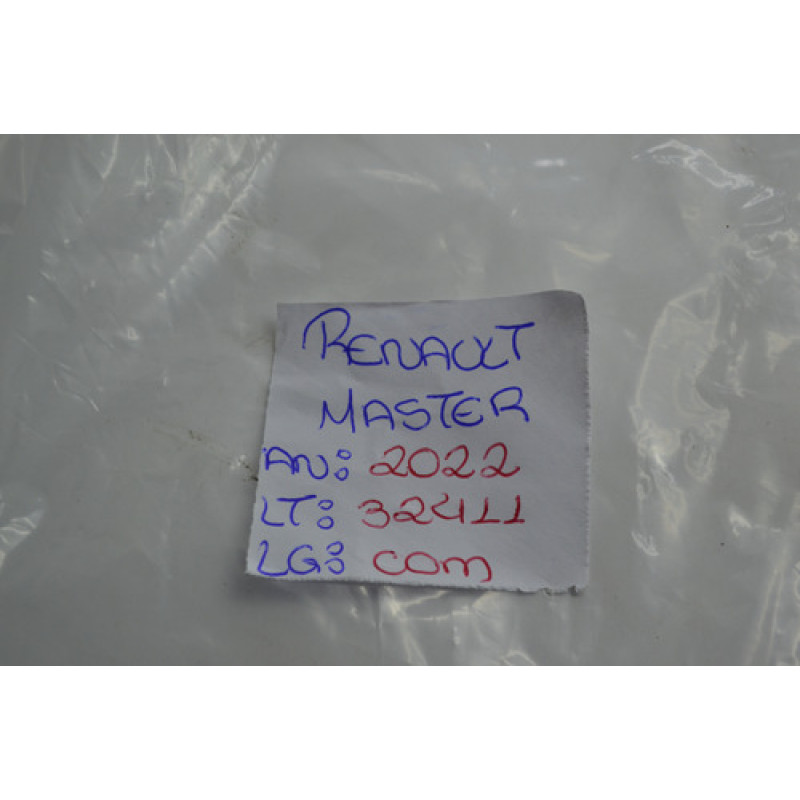 RENAULT
MASTER
AN: 2022
LT: 32411
LG: COM